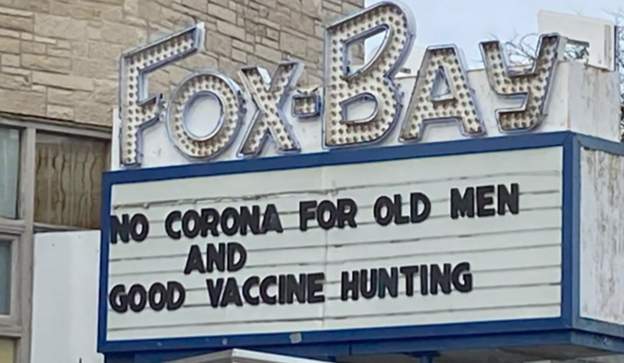 FOX-BAY
NO CORONA FOR OLD MEN
AND
GOOD VACCINE HUNTING